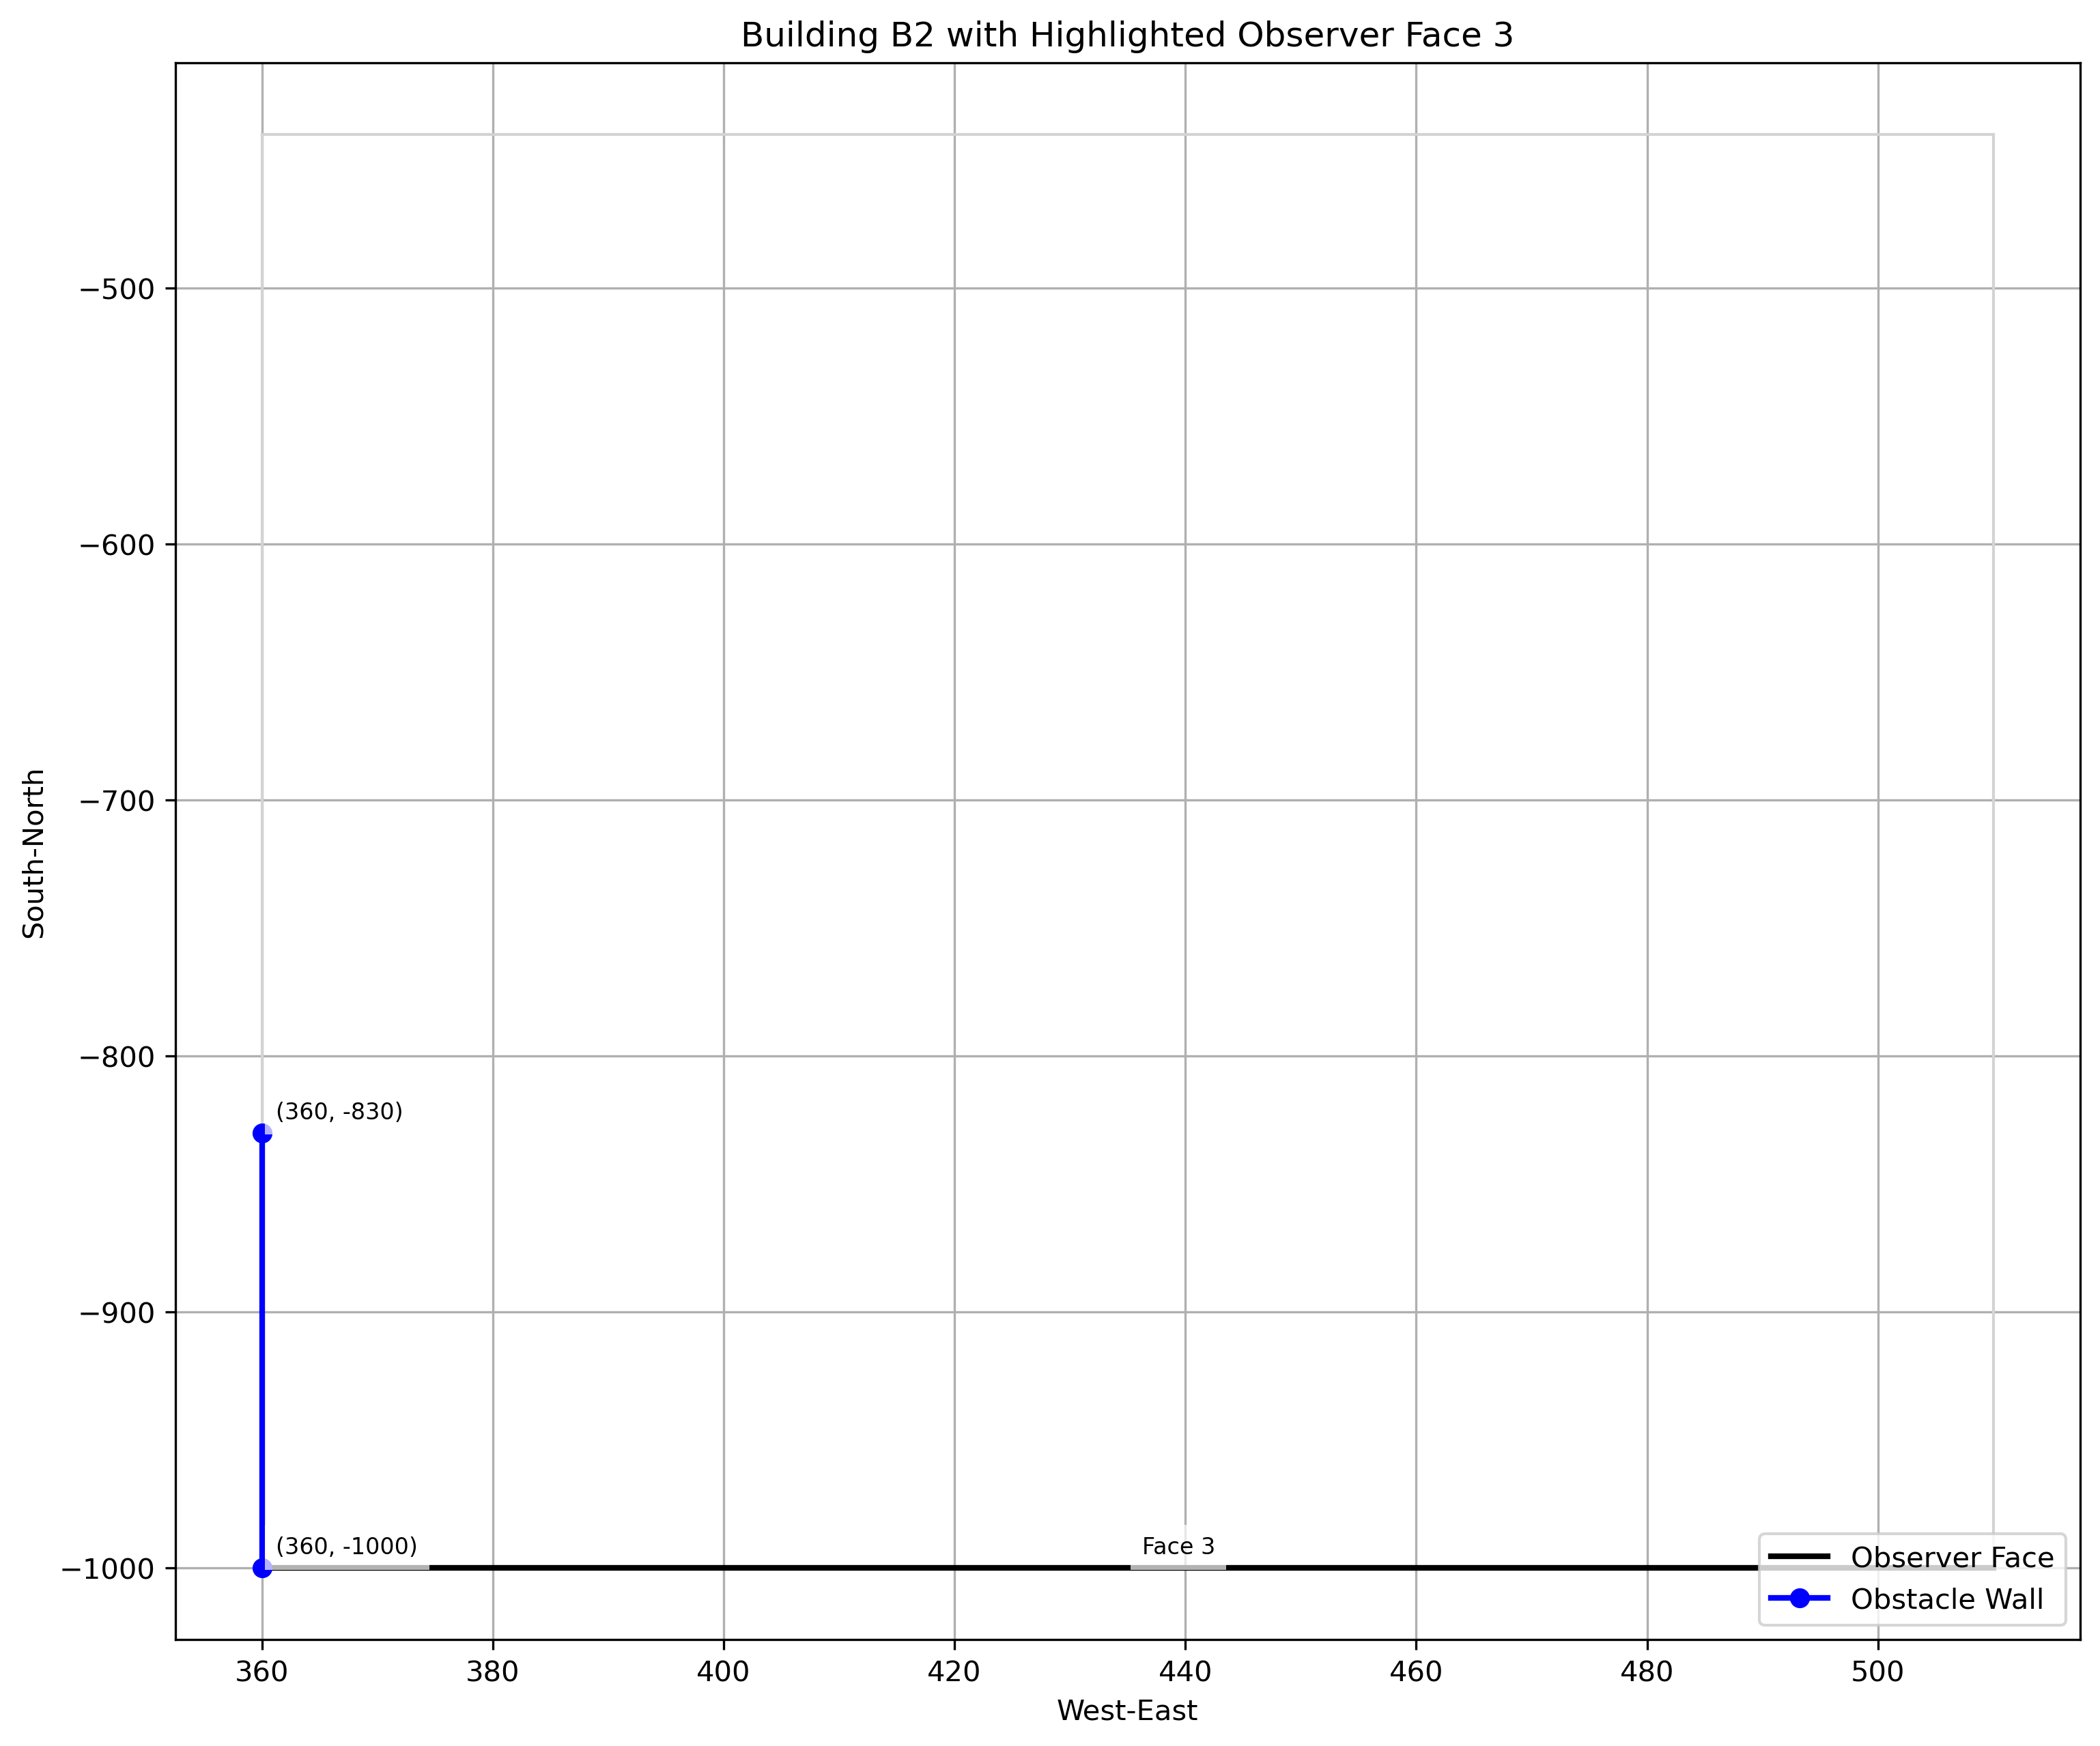 Building B2 with Highlighted Observer Face 3
South-North
−500
−600
−700
−800
−900
−1000
(360, -830)
(360, -1000)
Face 3
Observer Face
Obstacle Wall
360 380 400 420 440 460 480 500
West-East